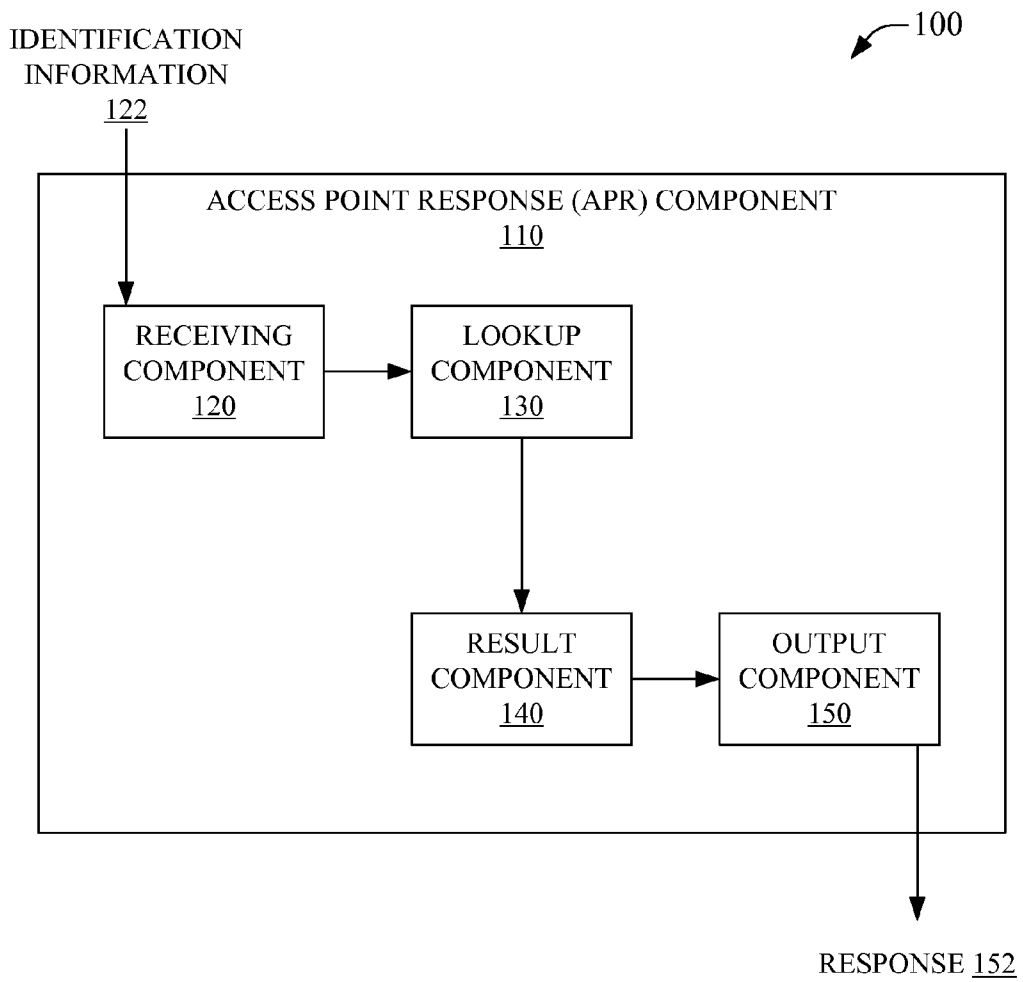 100
IDENTIFICATION
INFORMATION
122
ACCESS POINT RESPONSE (APR) COMPONENT
110
RECEIVING
COMPONENT
120
LOOKUP
COMPONENT
130
RESULT
COMPONENT
140
OUTPUT
COMPONENT
150
RESPONSE 152